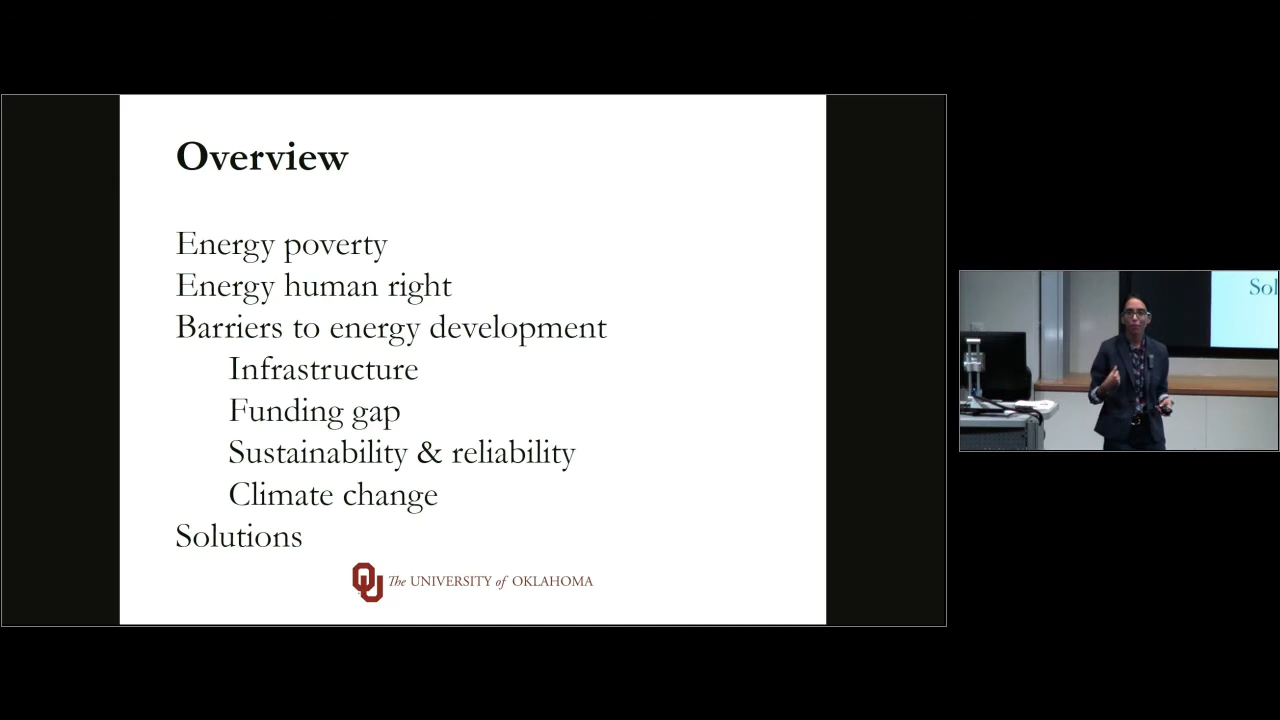 Overview
Energy poverty
Energy human right
Barriers to energy development
Infrastructure
Funding gap
Sustainability & reliability
Climate change
Solutions
The UNIVERSITY of OKLAHOMA
Sol